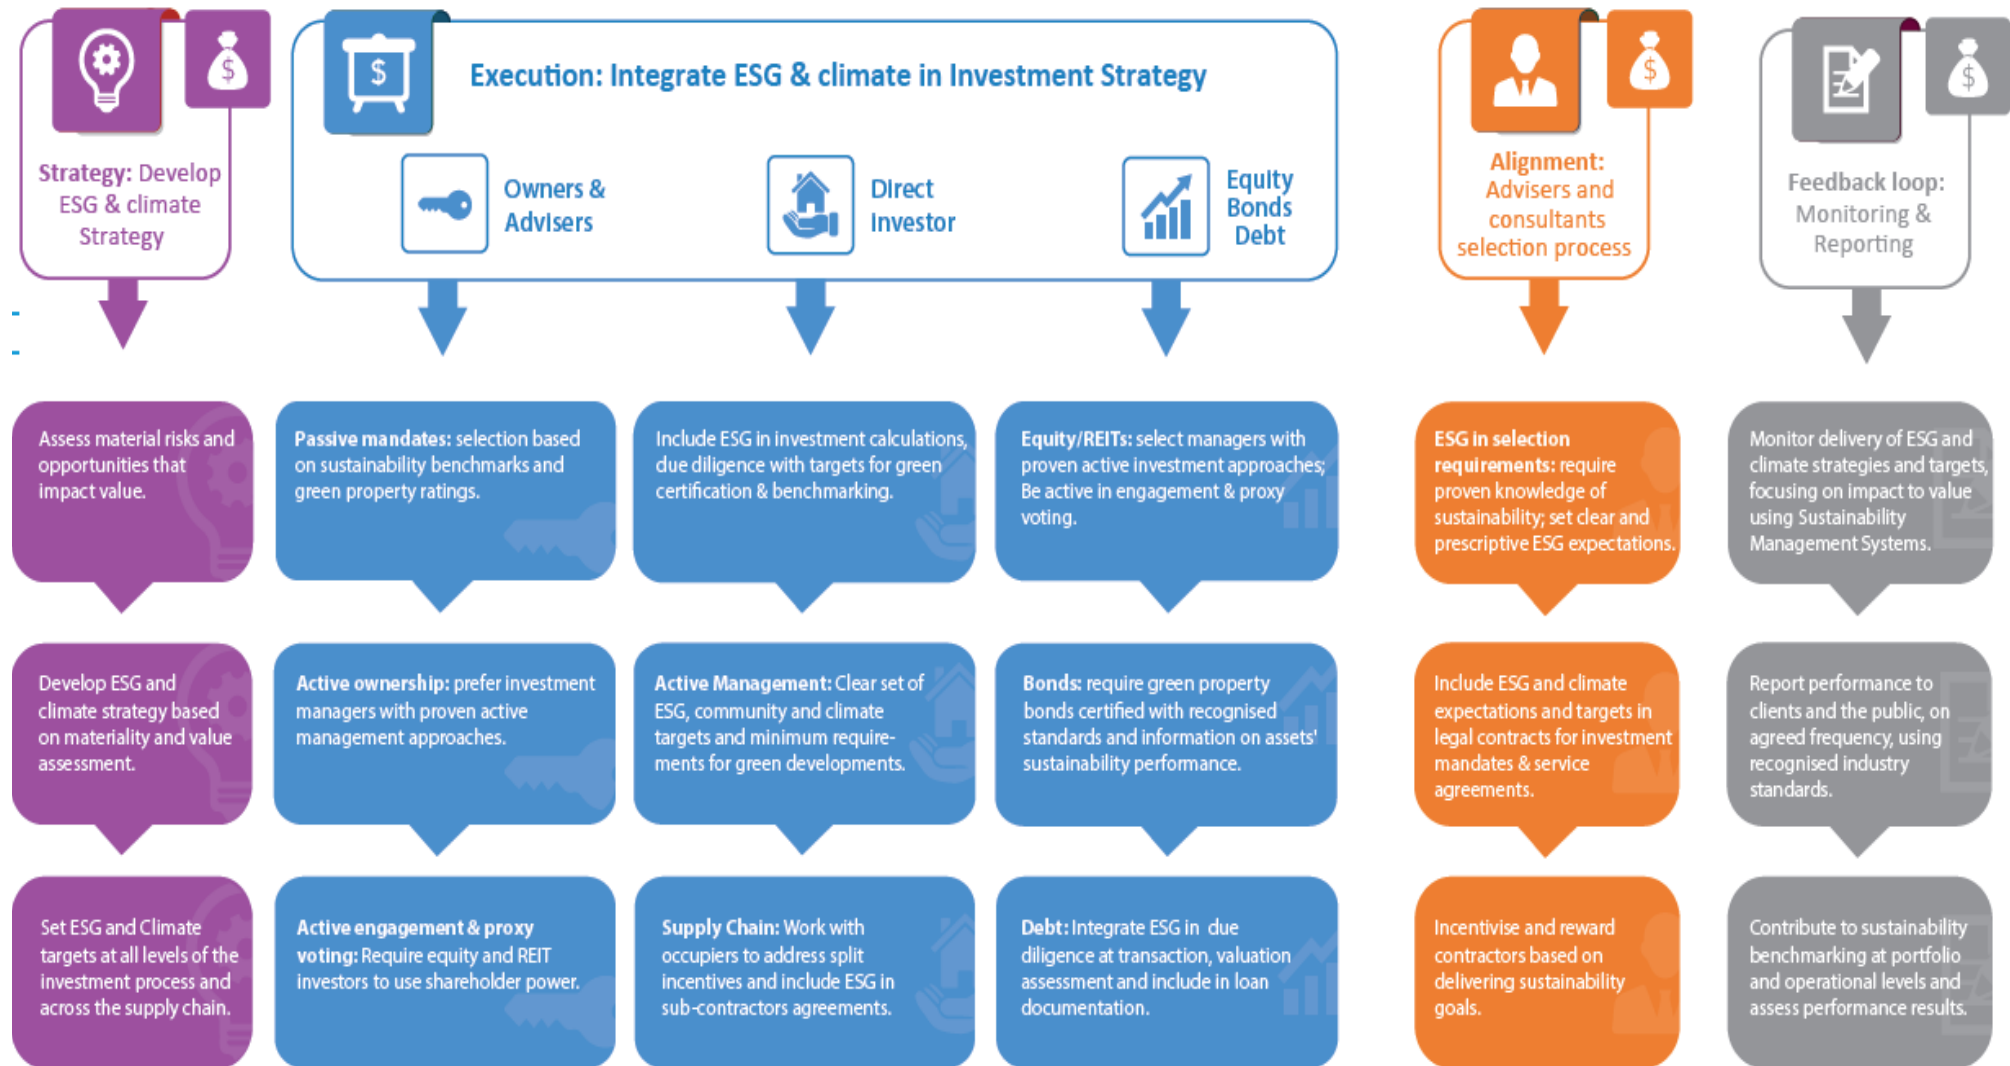 $
$
Execution: Integrate ESG & climate in Investment Strategy
$
$
Strategy: Develop
ESG & climate
Strategy
Owners &
Advisers
Direct
Investor
Equity
Bonds
Debt
Alignment:
Advisers and
consultants
selection process
Feedback loop:
Monitoring &
Reporting
Assess material risks and
opportunities that
impact value.
Passive mandates: selection based
on sustainability benchmarks and
green property ratings.
Include ESG in investment calculations,
due diligence with targets for green
certification & benchmarking.
Equity/REITs: select managers with
proven active investment approaches;
Be active in engagement & proxy
voting.
ESG in selection
requirements: require
proven knowledge of
sustainability; set clear and
prescriptive ESG expectations.
Monitor delivery of ESG and
climate strategies and targets,
focusing on impact to value
using Sustainability
Management Systems.
Develop ESG and
climate strategy based
on materiality and value
assessment.
Active ownership: prefer investment
managers with proven active
management approaches.
Active Management: Clear set of
ESG, community and climate
targets and minimum require-
ments for green developments.
Bonds: require green property
bonds certified with recognised
standards and information on assets'
sustainability performance.
Include ESG and climate
expectations and targets in
legal contracts for investment
mandates & service
agreements.
Report performance to
clients and the public, on
agreed frequency, using
recognised industry
standards.
Set ESG and Climate
targets at all levels of the
investment process and
across the supply chain.
Active engagement & proxy
voting: Require equity and REIT
investors to use shareholder power.
Supply Chain: Work with
occupiers to address split
incentives and include ESG in
sub-contractors agreements.
Debt: Integrate ESG in due
diligence at transaction, valuation
assessment and include in loan
documentation.
Incentivise and reward
contractors based on
delivering sustainability
goals.
Contribute to sustainability
benchmarking at portfolio
and operational levels and
assess performance results.